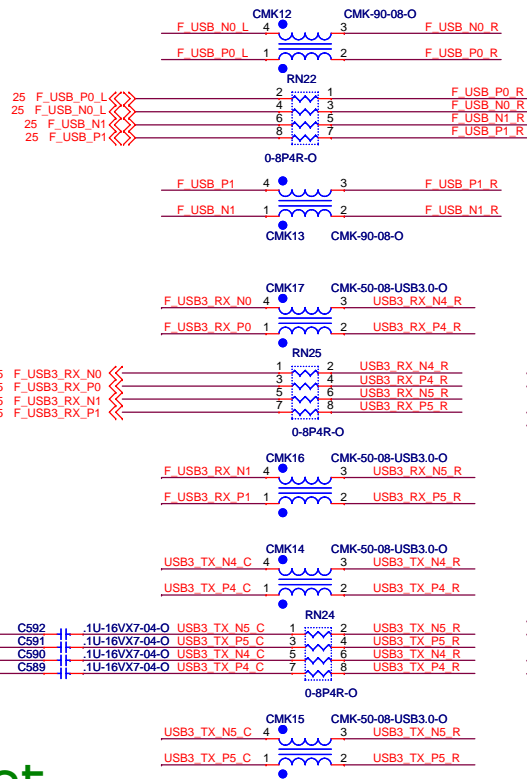 CMK12 CMK-90-08-O
F_USB_N0_L 4 3 F_USB_N0_R
F_USB_P0_L 1 2 F_USB_P0_R
RN22
25 F_USB_P0_L 2 1 F_USB_P0_R
25 F_USB_N0_L 4 3 F_USB_N0_R
25 F_USB_N1 6 5 F_USB_N1_R
25 F_USB_P1 8 7 F_USB_P1_R
0-8P4R-O
F_USB_P1 4 3 F_USB_P1_R
F_USB_N1 1 2 F_USB_N1_R
CMK13 CMK-90-08-O
CMK17 CMK-50-08-USB3.0-O
F_USB3_RX_N0 4 3 USB3_RX_N4_R
F_USB3_RX_P0 1 2 USB3_RX_P4_R
RN25
5 F_USB3_RX_N0 1 2 USB3_RX_N4_R
5 F_USB3_RX_P0 3 4 USB3_RX_P4_R
5 F_USB3_RX_N1 5 6 USB3_RX_N5_R
5 F_USB3_RX_P1 7 8 USB3_RX_P5_R
0-8P4R-O
CMK16 CMK-50-08-USB3.0-O
F_USB3_RX_N1 4 3 USB3_RX_N5_R
F_USB3_RX_P1 1 2 USB3_RX_P5_R
CMK14 CMK-50-08-USB3.0-O
USB3_TX_N4_C 4 3 USB3_TX_N4_R
USB3_TX_P4_C 1 2 USB3_TX_P4_R
RN24
C592 .1U-16VX7-04-O USB3_TX_N5_C 1 2 USB3_TX_N5_R
C591 .1U-16VX7-04-O USB3_TX_P5_C 3 4 USB3_TX_P5_R
C590 .1U-16VX7-04-O USB3_TX_N4_C 5 6 USB3_TX_N4_R
C589 .1U-16VX7-04-O USB3_TX_P4_C 7 8 USB3_TX_P4_R
0-8P4R-O
CMK15 CMK-50-08-USB3.0-O
USB3_TX_N5_C 4 3 USB3_TX_N5_R
USB3_TX_P5_C 1 2 USB3_TX_P5_R